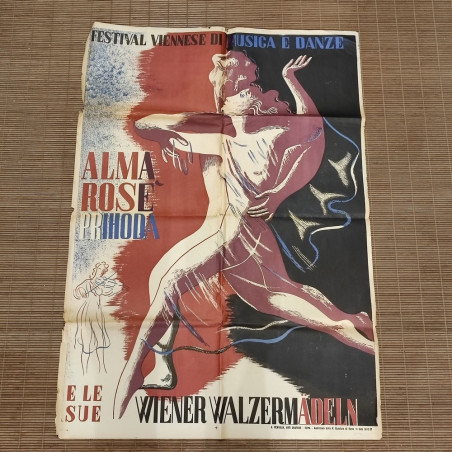 FESTIVAL VIENNESE DI MUSICA E DANZE
ALMA
ROSÈ
PRIHODA
E LE
SUE
WIENER WALZERMÄDELN